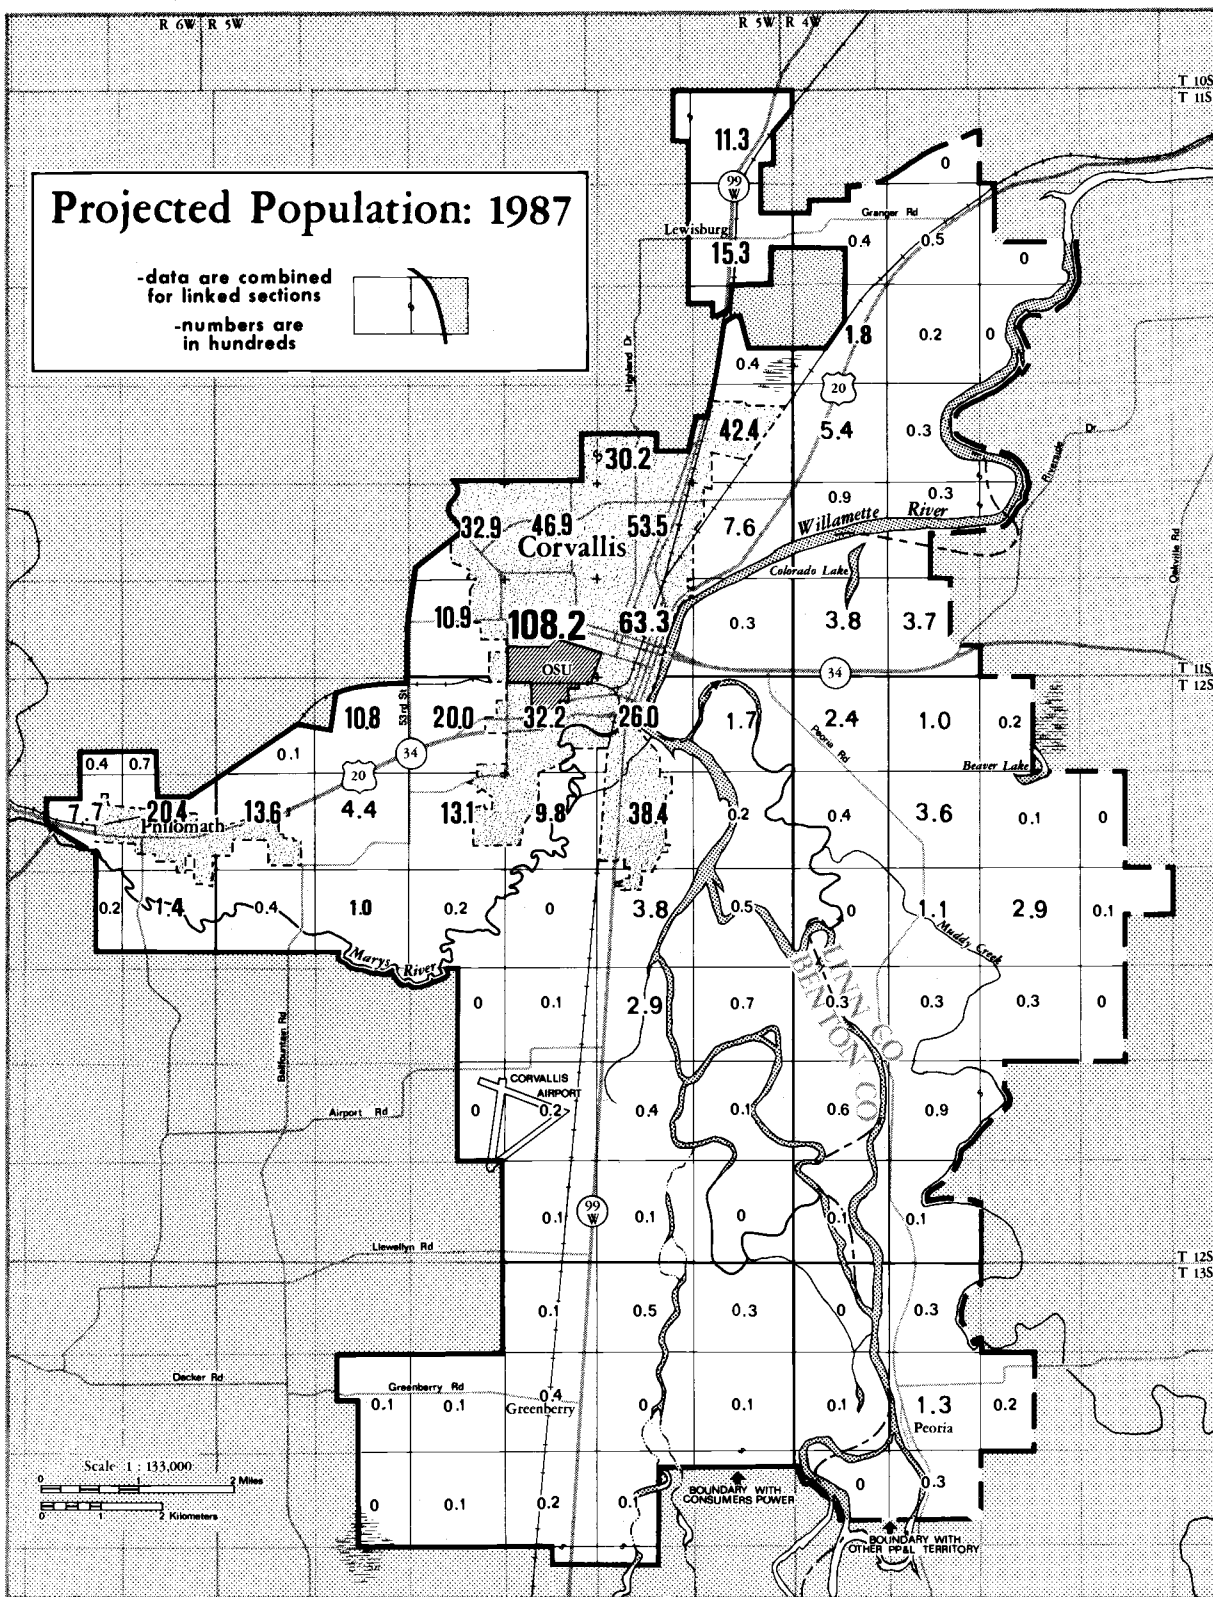 R 6W R 5W
R 5W R 4W
T 10S
T 11S
11.3
0
Projected Population: 1987
99
W
Granger Rd
Lewisburg
0.4
0.5
15.3
0
-data are combined
for linked sections
-numbers are
in hundreds
Highland Dr
1.8
0.2
0
0.4
20
42.4
5.4
0.3
Riverside Dr
30.2
0.9
0.3
32.9
46.9
53.5
7.6
Willamette River
Corvallis
Oakville Rd
Colorado Lake
10.9
108.2
63.3
0.3
3.8
3.7
OSU
34
T 11S
T 12S
53rd St
10.8
20.0
32.2
26.0
1.7
2.4
1.0
0.2
Peoria Rd
0.1
34
0.4
0.7
20
Beaver Lake
7.7
20.4
13.6
4.4
13.1
9.8
38.4
0.2
0.4
3.6
0.1
0
Philomath
0.2
1.4
0.4
1.0
0.2
0
3.8
0.5
0
1.1
2.9
0.1
Muddy Creek
Marys River
LINN CO
BENTON CO
0
0.1
2.9
0.7
0.3
0.3
0.3
0
Bellfountain Rd
CORVALLIS
AIRPORT
Airport Rd
0
0.2
0.4
0.1
0.6
0.9
99
W
0.1
0.1
0
0.1
0.1
Llewellyn Rd
T 12S
T 13S
0.1
0.5
0.3
0
0.3
Decker Rd
Greenberry Rd
0.1
0.1
0.4
0
0.1
0.1
1.3
0.2
Greenberry
Peoria
Scale 1 : 133,000
0 1 2 Miles
0 1 2 Kilometers
0
0.1
0.2
0.1
0
0.3
BOUNDARY WITH
CONSUMERS POWER
BOUNDARY WITH
OTHER PP&L TERRITORY